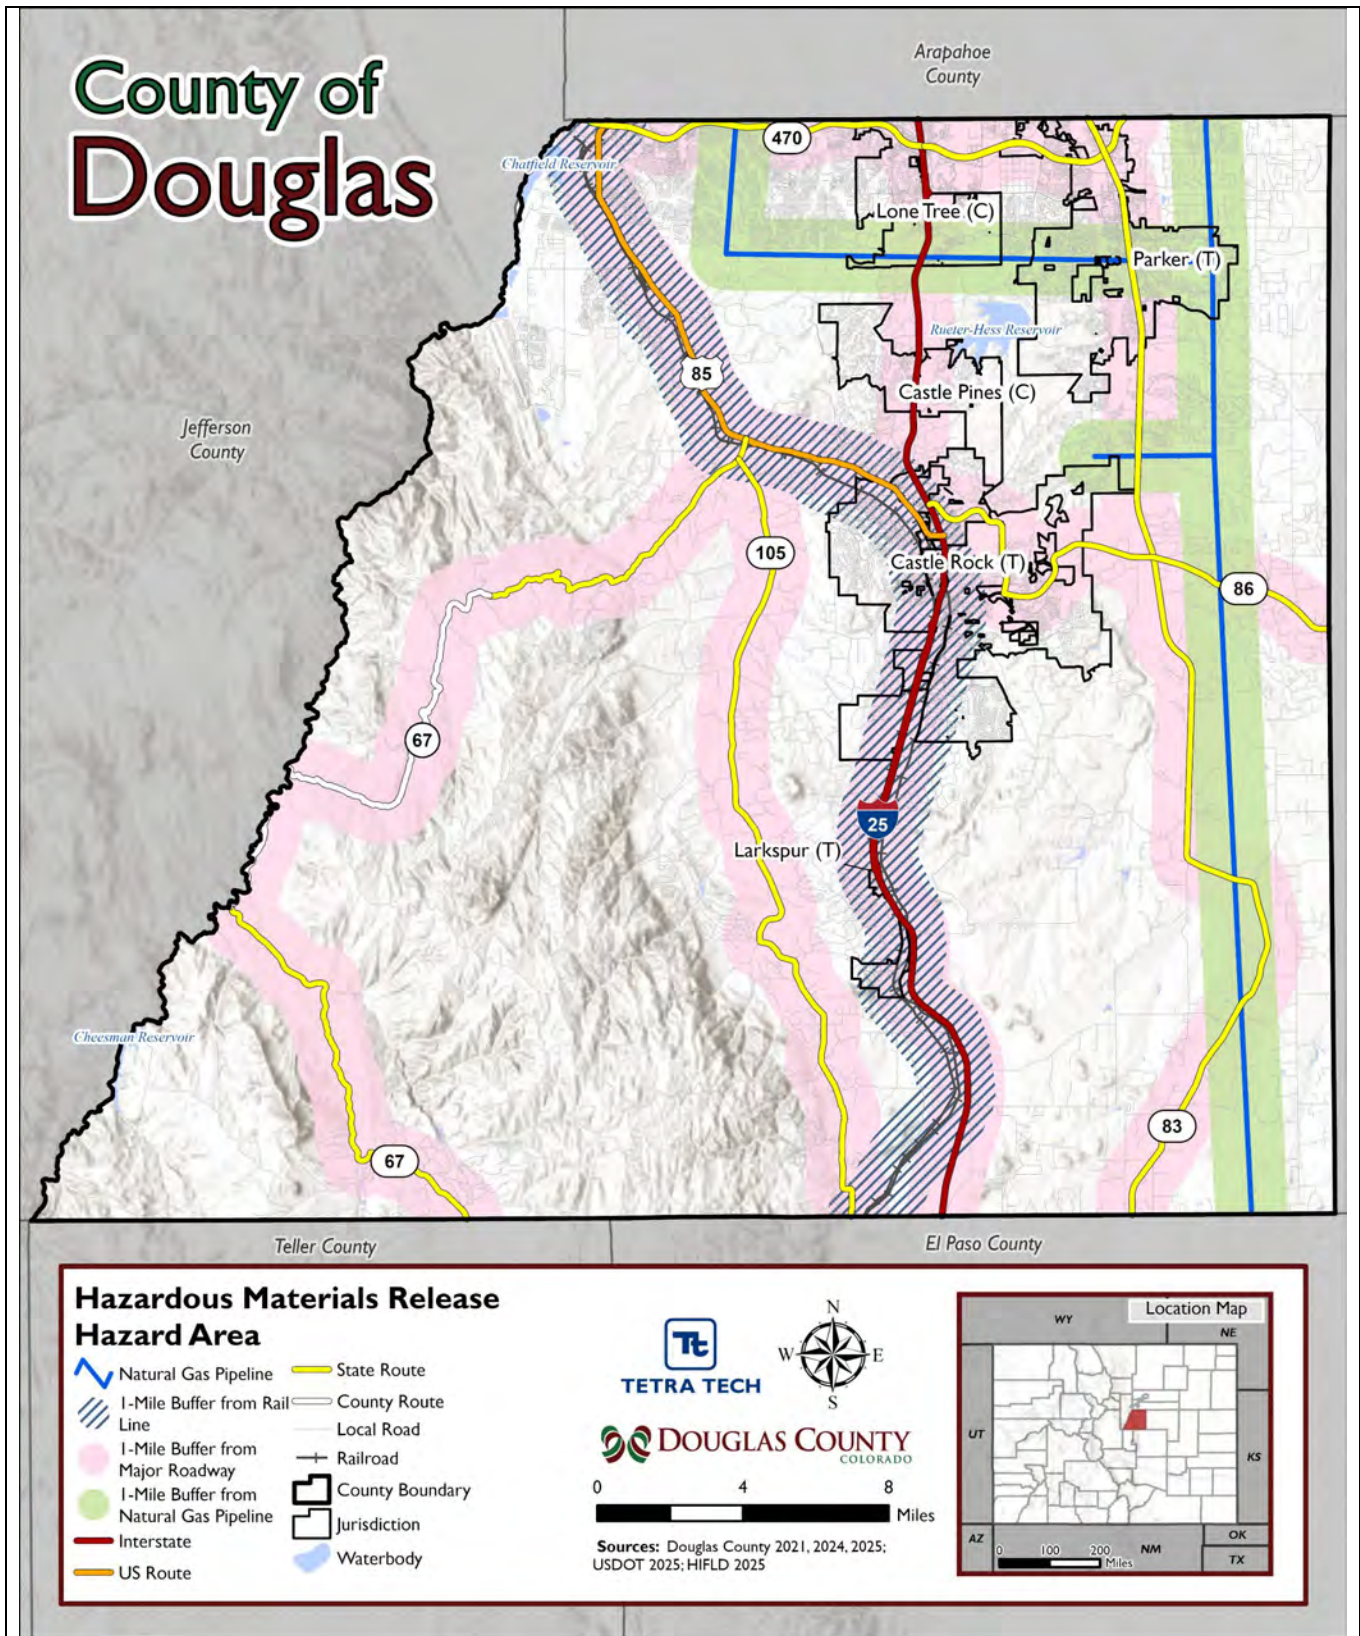 County of
Douglas
Arapahoe
County
470
Chatfield Reservoir
Lone Tree (C)
Parker (T)
Rueter-Hess Reservoir
85
Castle Pines (C)
Jefferson
County
105
Castle Rock (T)
86
67
25
Larkspur (T)
Cheesman Reservoir
83
67
Teller County
El Paso County
Hazardous Materials Release
Hazard Area
Natural Gas Pipeline
1-Mile Buffer from Rail
Line
1-Mile Buffer from
Major Roadway
1-Mile Buffer from
Natural Gas Pipeline
Interstate
US Route
State Route
County Route
Local Road
Railroad
County Boundary
Jurisdiction
Waterbody
Tt
TETRA TECH
N
W E
S
DOUGLAS COUNTY
COLORADO
0 4 8
Miles
Sources: Douglas County 2021, 2024, 2025;
USDOT 2025; HIFLD 2025
Location Map
WY
NE
UT
KS
AZ
NM
OK
TX
0 100 200
Miles